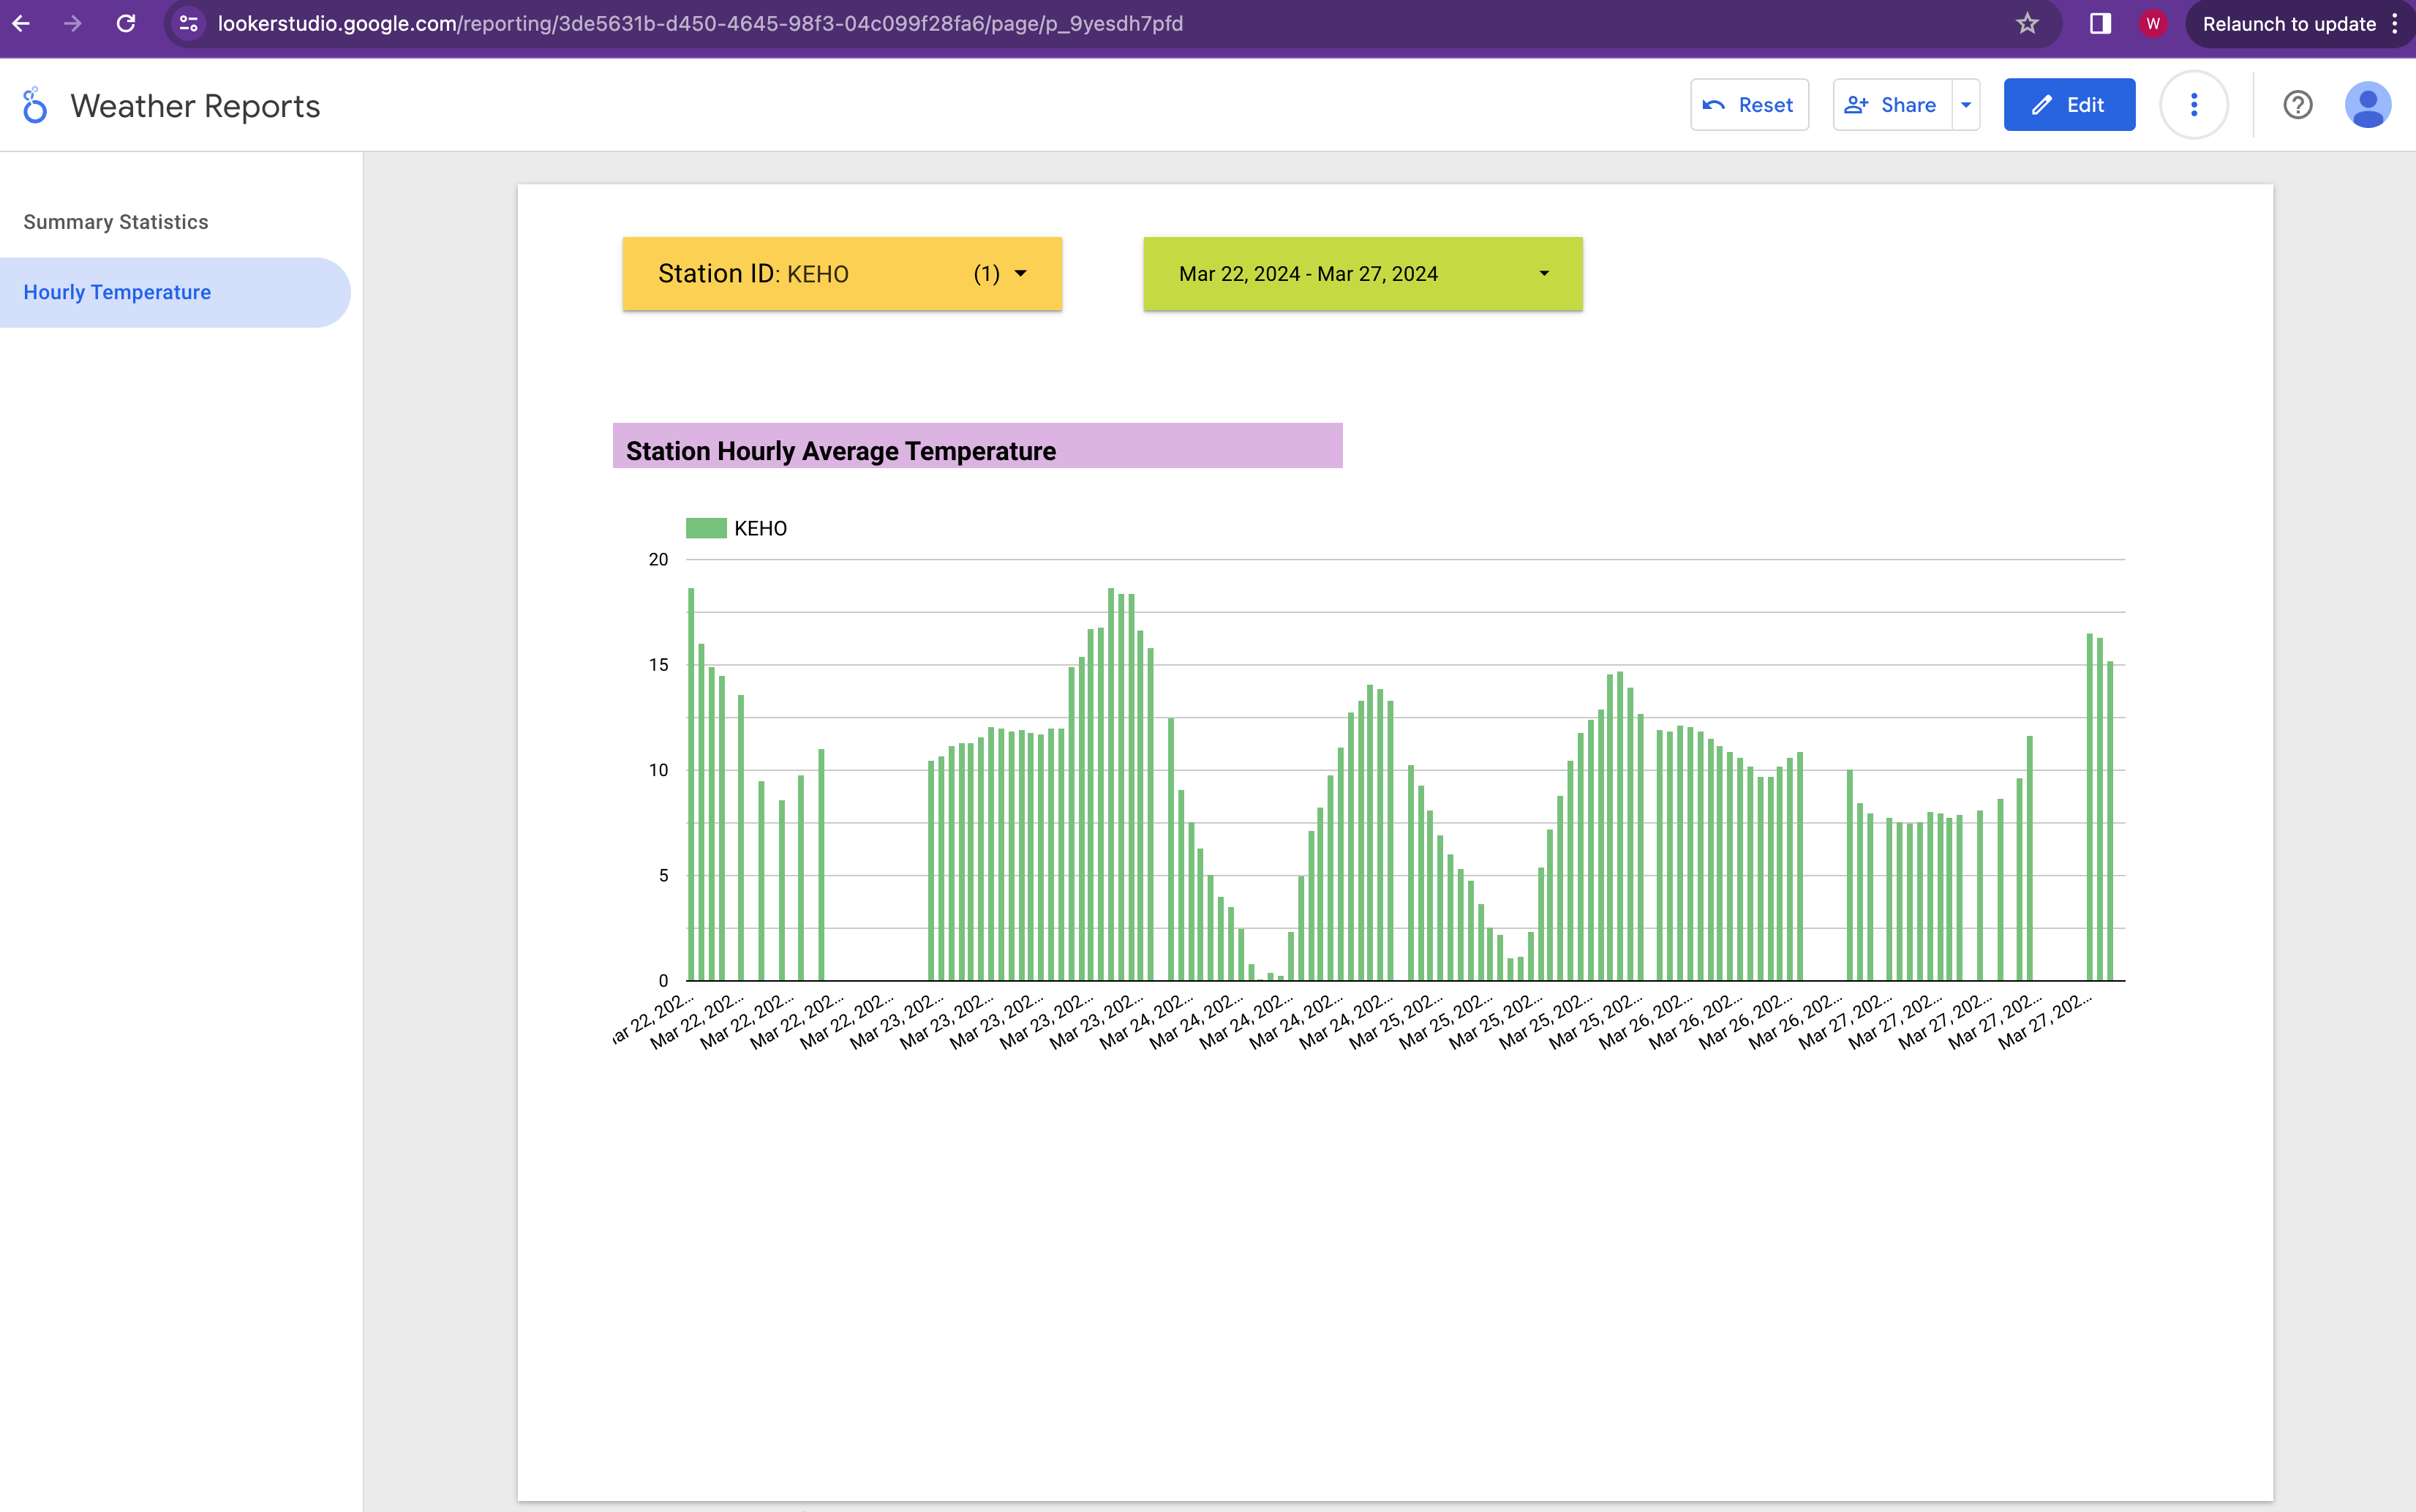 lookerstudio.google.com/reporting/3de5631b-d450-4645-98f3-04c099f28fa6/page/p_9yesdh7pfd
W
Relaunch to update
Weather Reports
Reset
Share
Edit
Summary Statistics
Hourly Temperature
Station ID: KEHO (1)
Mar 22, 2024 - Mar 27, 2024
Station Hourly Average Temperature
KEHO
20
15
10
5
0
ar 22, 202...
Mar 22, 202...
Mar 22, 202...
Mar 22, 202...
Mar 22, 202...
Mar 23, 202...
Mar 23, 202...
Mar 23, 202...
Mar 23, 202...
Mar 23, 202...
Mar 24, 202...
Mar 24, 202...
Mar 24, 202...
Mar 24, 202...
Mar 24, 202...
Mar 25, 202...
Mar 25, 202...
Mar 25, 202...
Mar 25, 202...
Mar 25, 202...
Mar 26, 202...
Mar 26, 202...
Mar 26, 202...
Mar 26, 202...
Mar 27, 202...
Mar 27, 202...
Mar 27, 202...
Mar 27, 202...
Mar 27, 202...